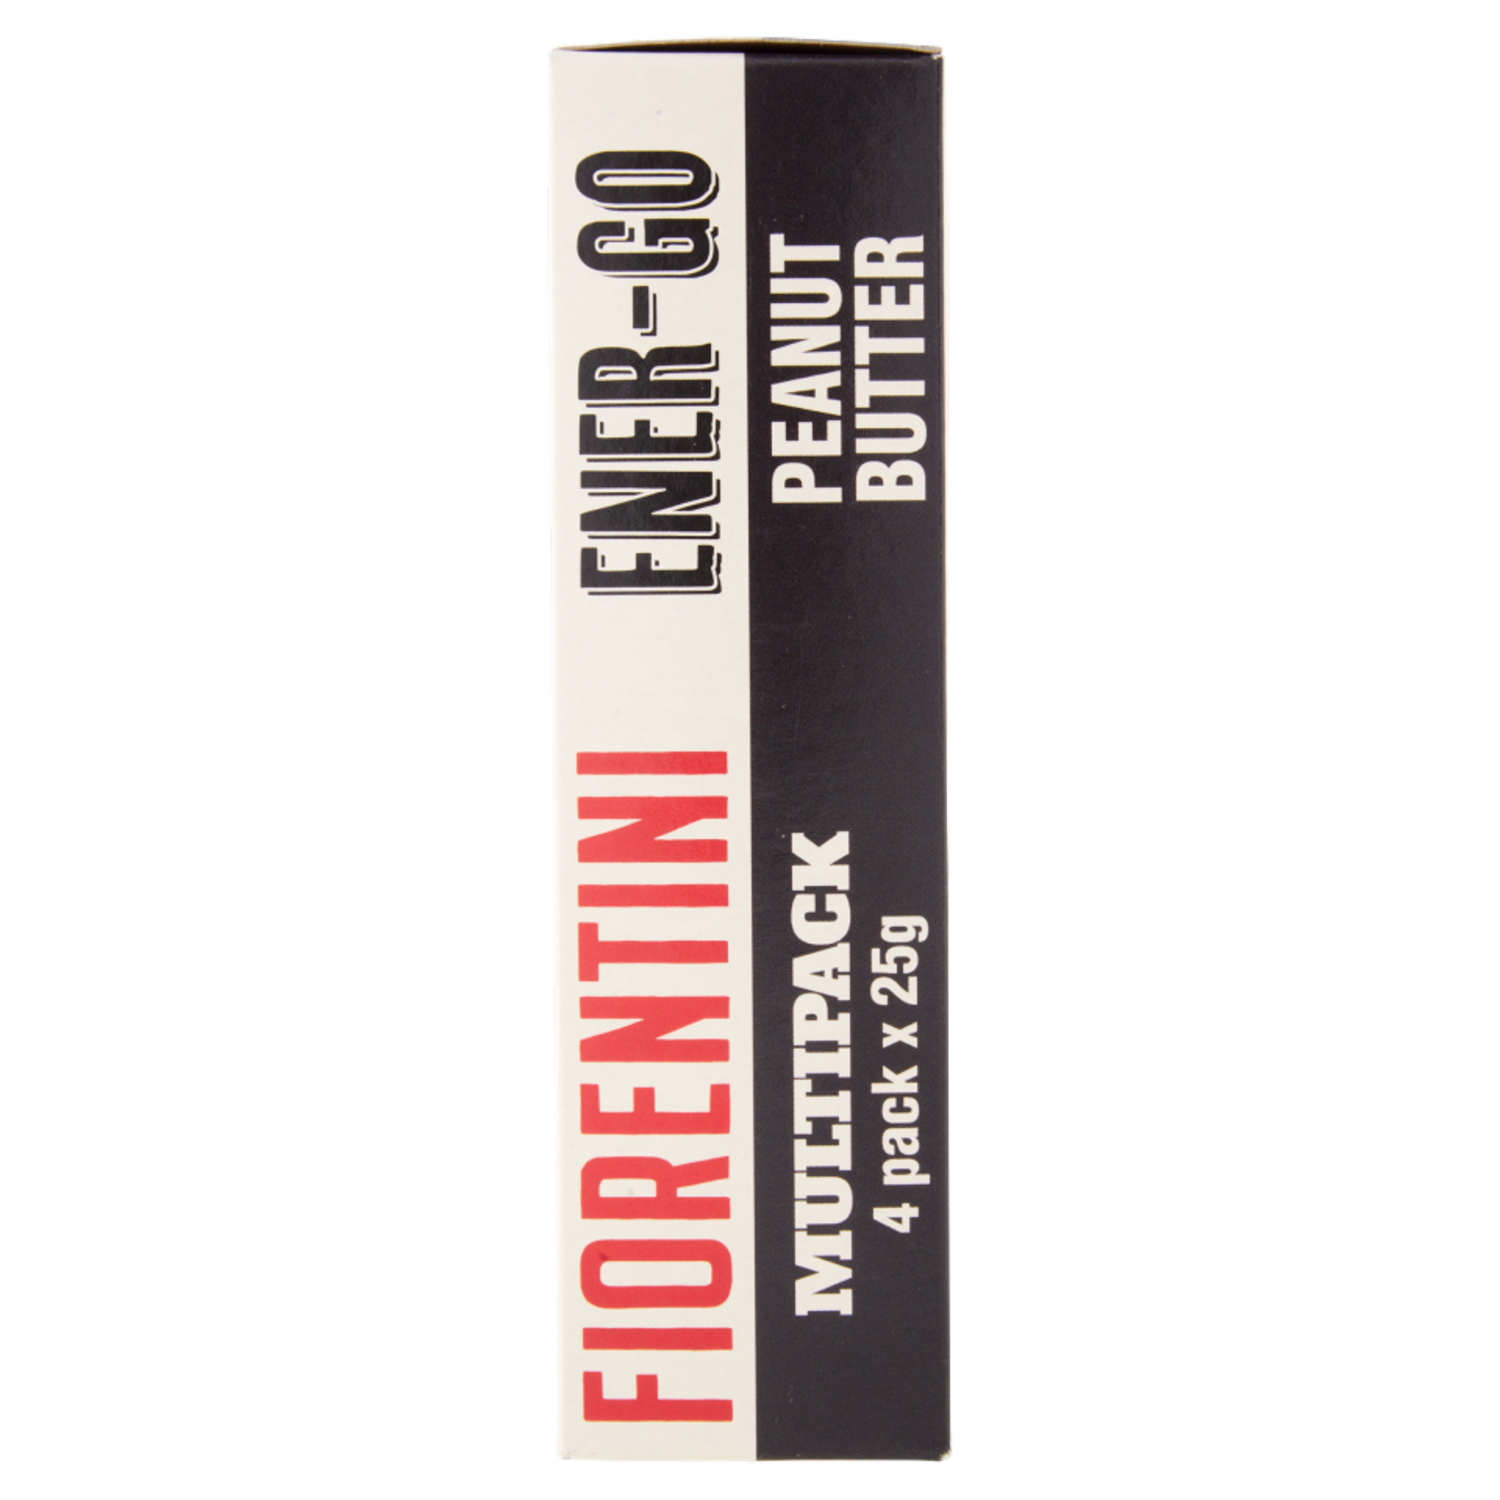 FIORENTINI
ENER-GO
MULTIPACK
4 pack x 25g
PEANUT
BUTTER